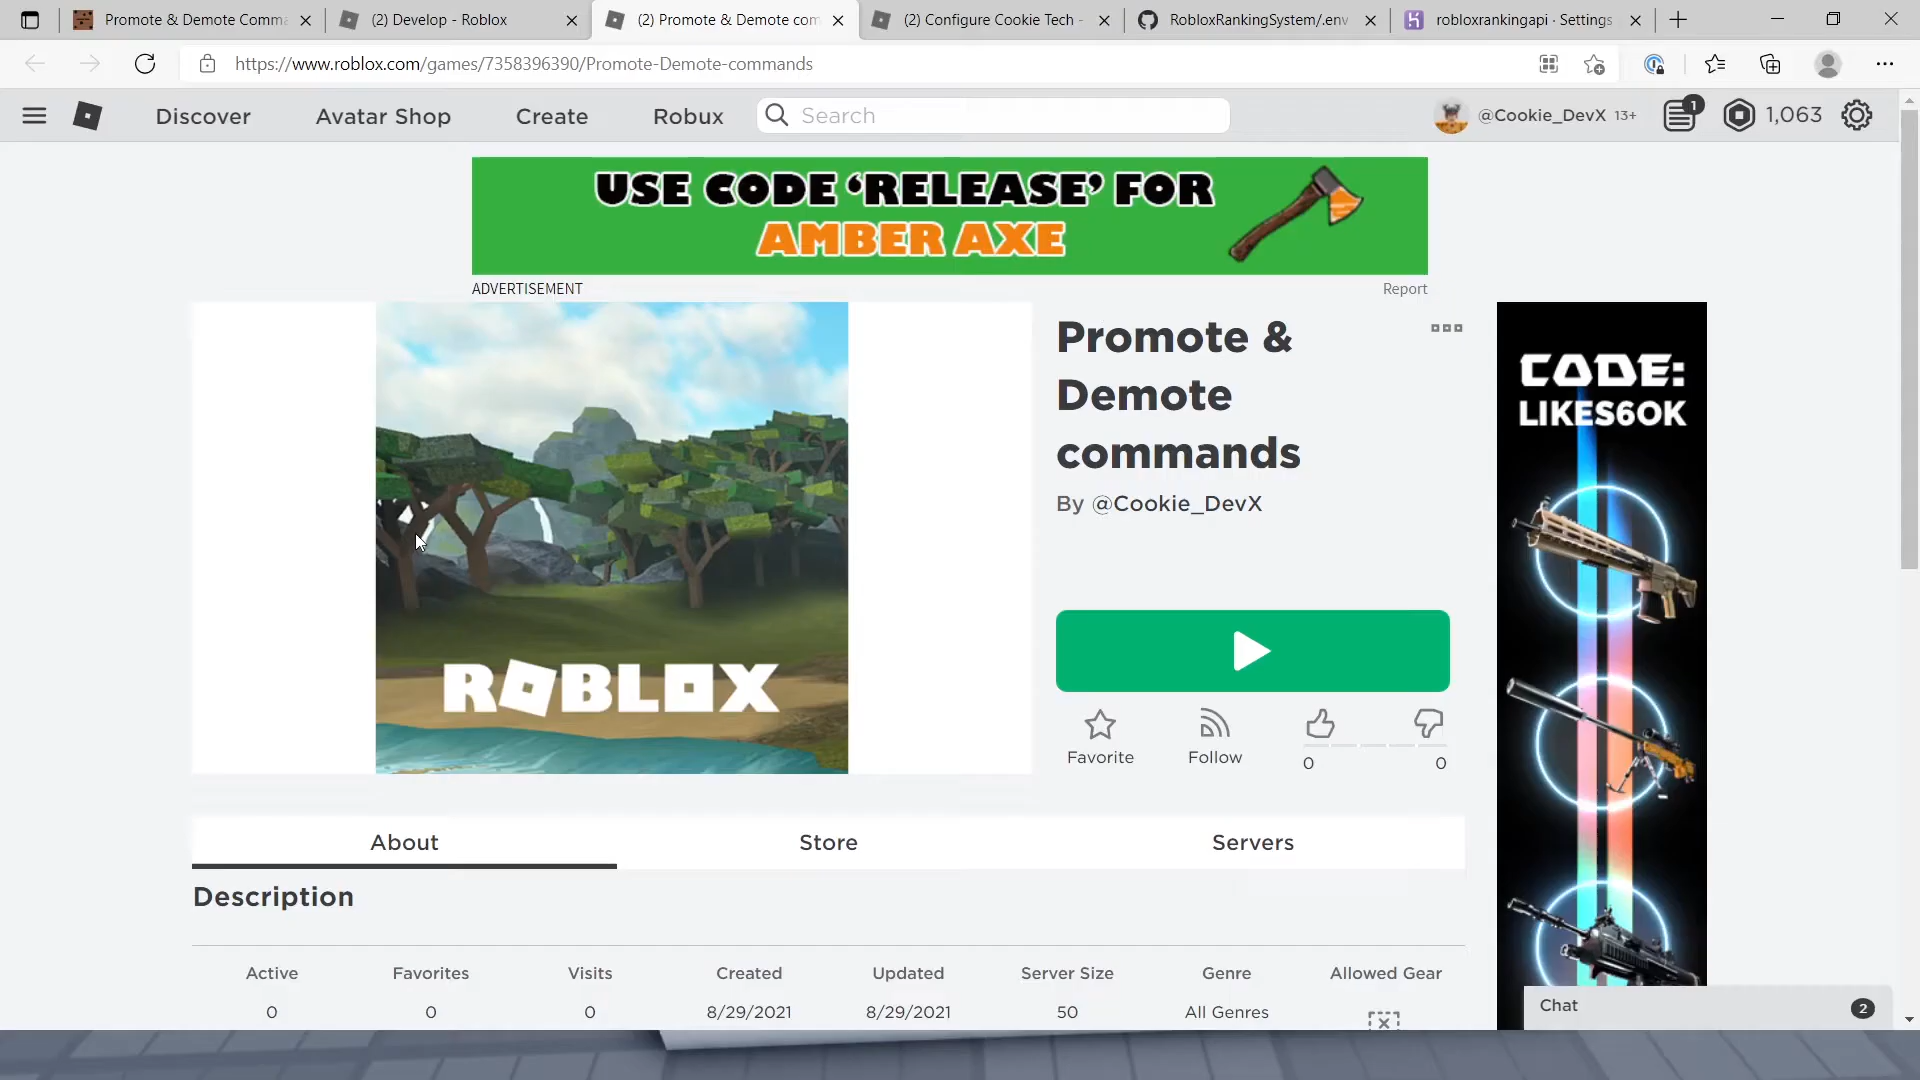 Promote & Demote Comma
(2) Develop - Roblox
(2) Promote & Demote com
(2) Configure Cookie Tech -
RobloxRankingSystem/.env
robloxrankingapi · Settings
https://www.roblox.com/games/7358396390/Promote-Demote-commands
Discover
Avatar Shop
Create
Robux
Search
@Cookie_DevX 13+
1
1,063
USE CODE ‘RELEASE’ FOR
AMBER AXE
ADVERTISEMENT
Report
ROBLOX
Promote &
Demote
commands
By @Cookie_DevX
Favorite
Follow
0
0
CODE:
LIKES60K
About
Store
Servers
Description
Active
Favorites
Visits
Created
Updated
Server Size
Genre
Allowed Gear
0
0
0
8/29/2021
8/29/2021
50
All Genres
Chat
2